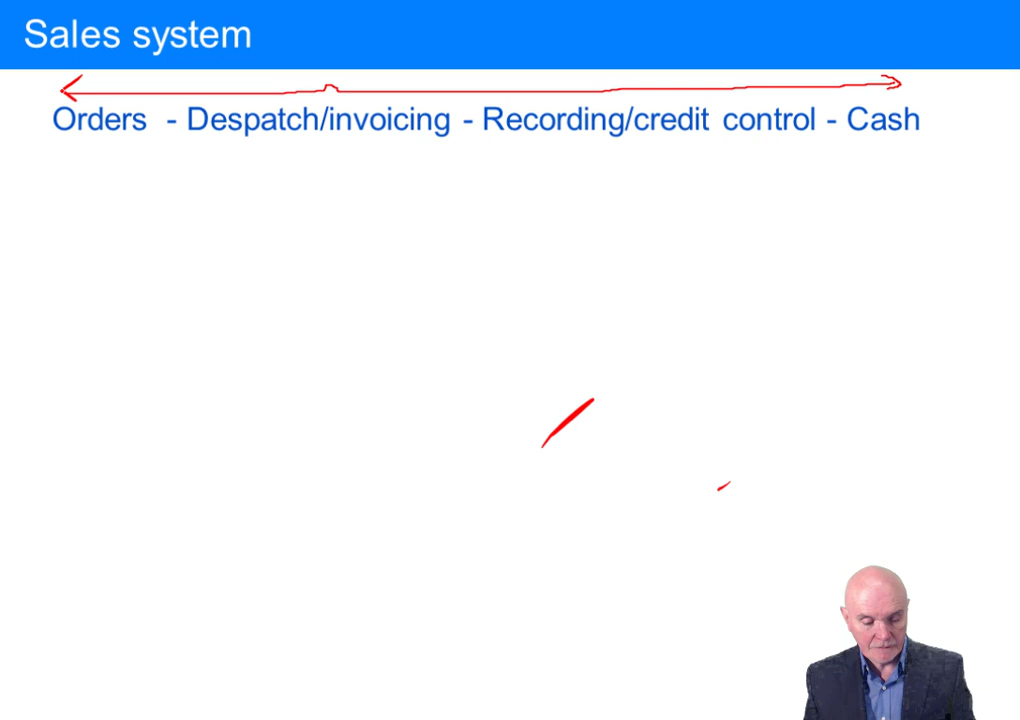 Sales system
Orders - Despatch/invoicing - Recording/credit control - Cash